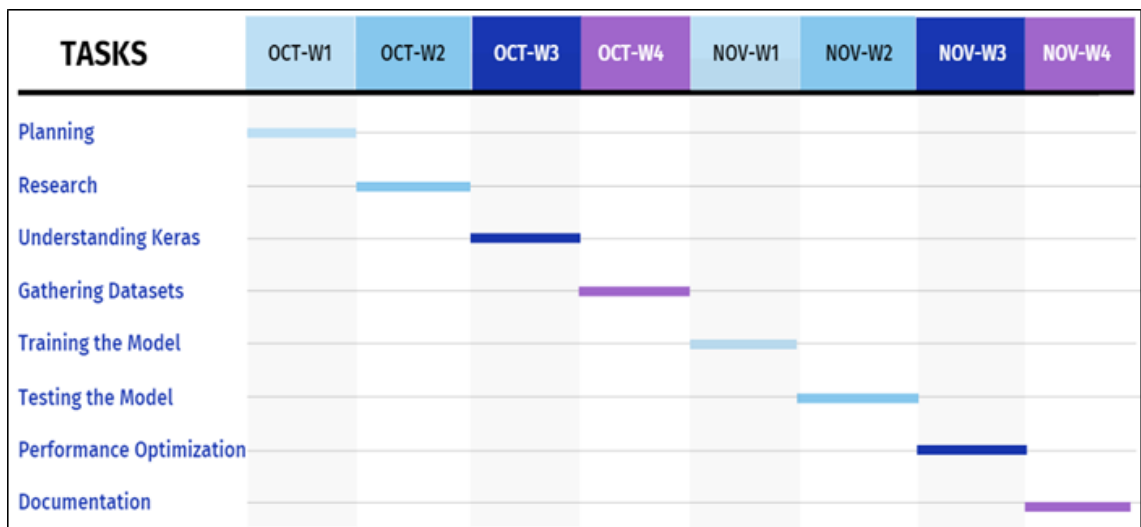 TASKS OCT-W1 OCT-W2 OCT-W3 OCT-W4 NOV-W1 NOV-W2 NOV-W3 NOV-W4
Planning
Research
Understanding Keras
Gathering Datasets
Training the Model
Testing the Model
Performance Optimization
Documentation